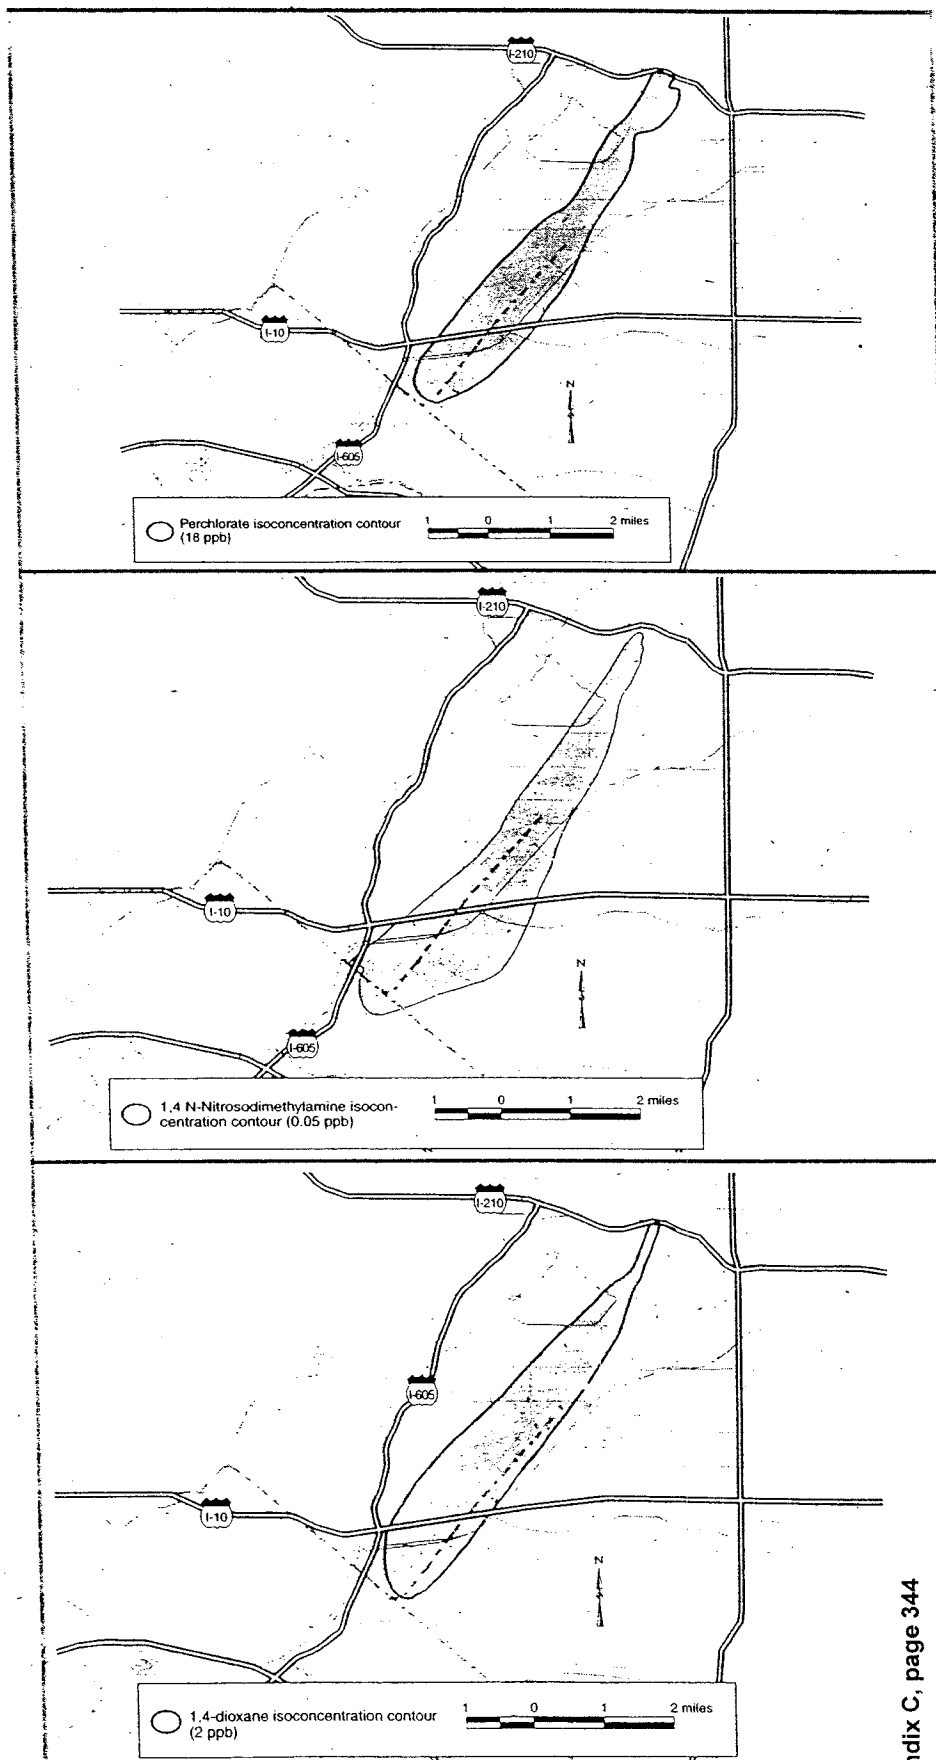 I-210
I-10
N
I-605
Perchlorate isoconcentration contour
(18 ppb)
1 0 1 2 miles
I-210
I-10
N
I-605
1,4 N-Nitrosodimethylamine isocon-
centration contour (0.05 ppb)
1 0 1 2 miles
I-210
I-605
I-10
N
1,4-dioxane isoconcentration contour
(2 ppb)
1 0 1 2 miles
ndix C, page 344